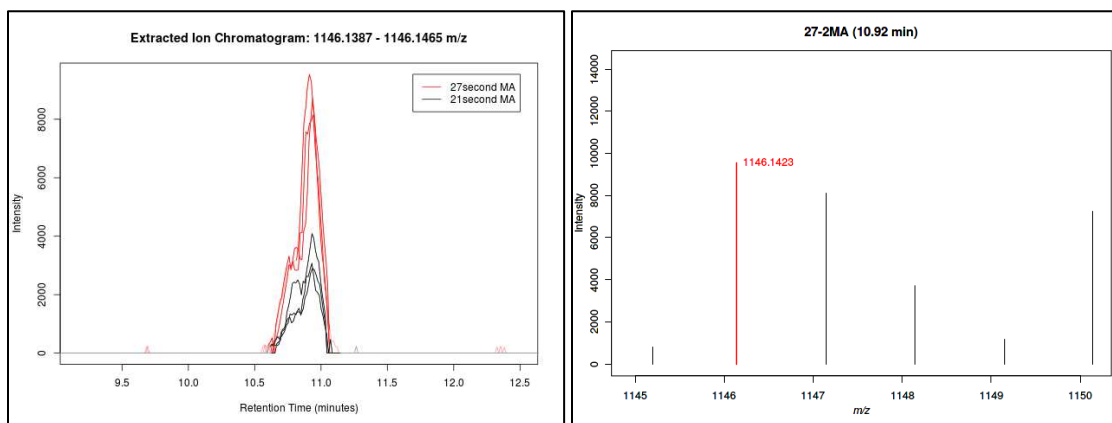 Extracted Ion Chromatogram: 1146.1387 - 1146.1465 m/z
27second MA
21second MA
8000
6000
4000
2000
0
Intensity
9.5 10.0 10.5 11.0 11.5 12.0 12.5
Retention Time (minutes)
27-2MA (10.92 min)
14000
12000
10000
8000
6000
4000
2000
0
Intensity
1146.1423
1145 1146 1147 1148 1149 1150
m/z